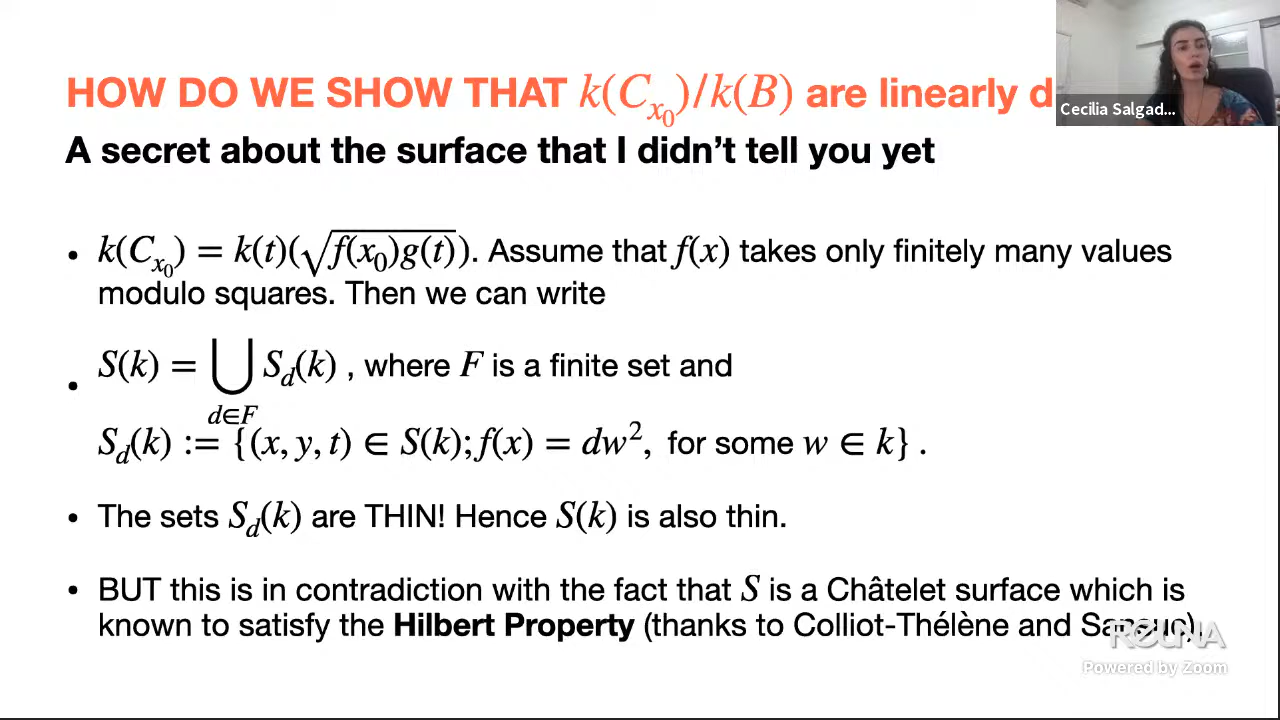 HOW DO WE SHOW THAT k(C_{x_0})/k(B) are linearly d
Cecilia Salgad...
A secret about the surface that I didn't tell you yet
• k(C_{x_0}) = k(t)(√f(x_0)g(t)). Assume that f(x) takes only finitely many values
modulo squares. Then we can write
• S(k) = ⋃_{d∈F} S_d(k) , where F is a finite set and
S_d(k) := {(x, y, t) ∈ S(k); f(x) = dw², for some w ∈ k} .
• The sets S_d(k) are THIN! Hence S(k) is also thin.
• BUT this is in contradiction with the fact that S is a Châtelet surface which is
known to satisfy the Hilbert Property (thanks to Colliot-Thélène and Sansuc).
REUNA
Powered by Zoom